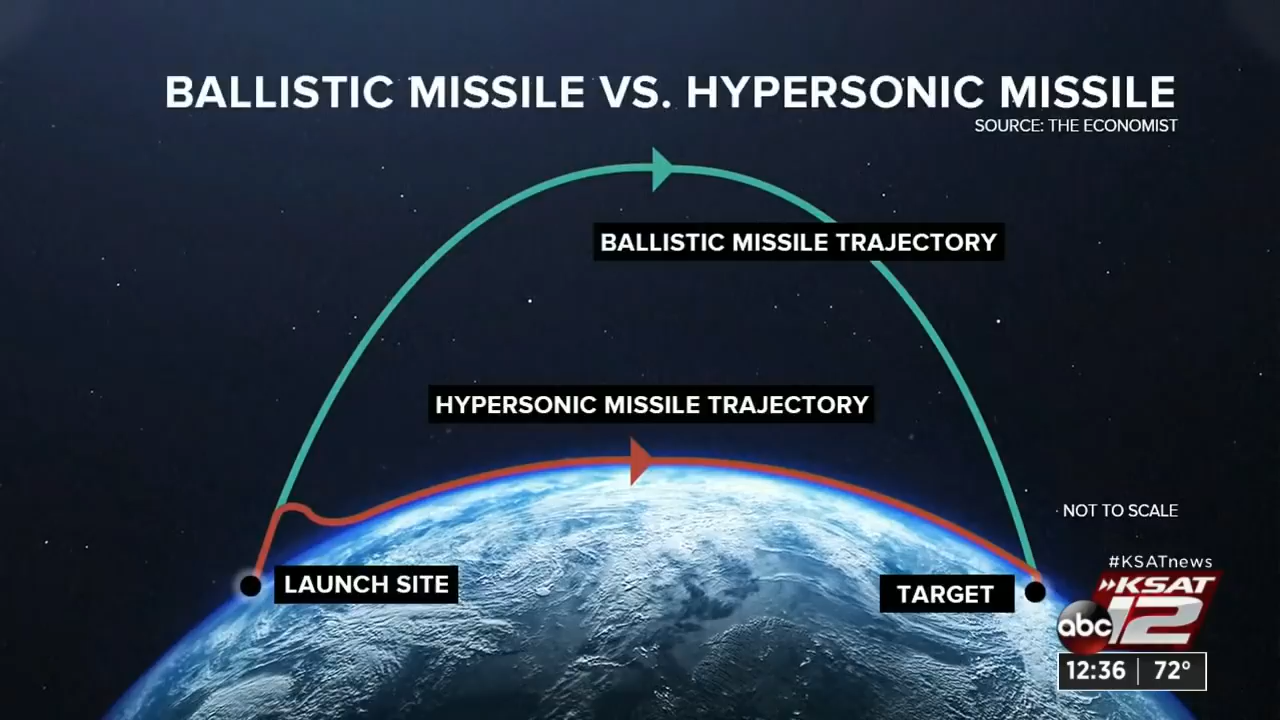 BALLISTIC MISSILE VS. HYPERSONIC MISSILE
SOURCE: THE ECONOMIST
BALLISTIC MISSILE TRAJECTORY
HYPERSONIC MISSILE TRAJECTORY
NOT TO SCALE
LAUNCH SITE
TARGET
#KSATnews
KSAT
abc 12
12:36 72°